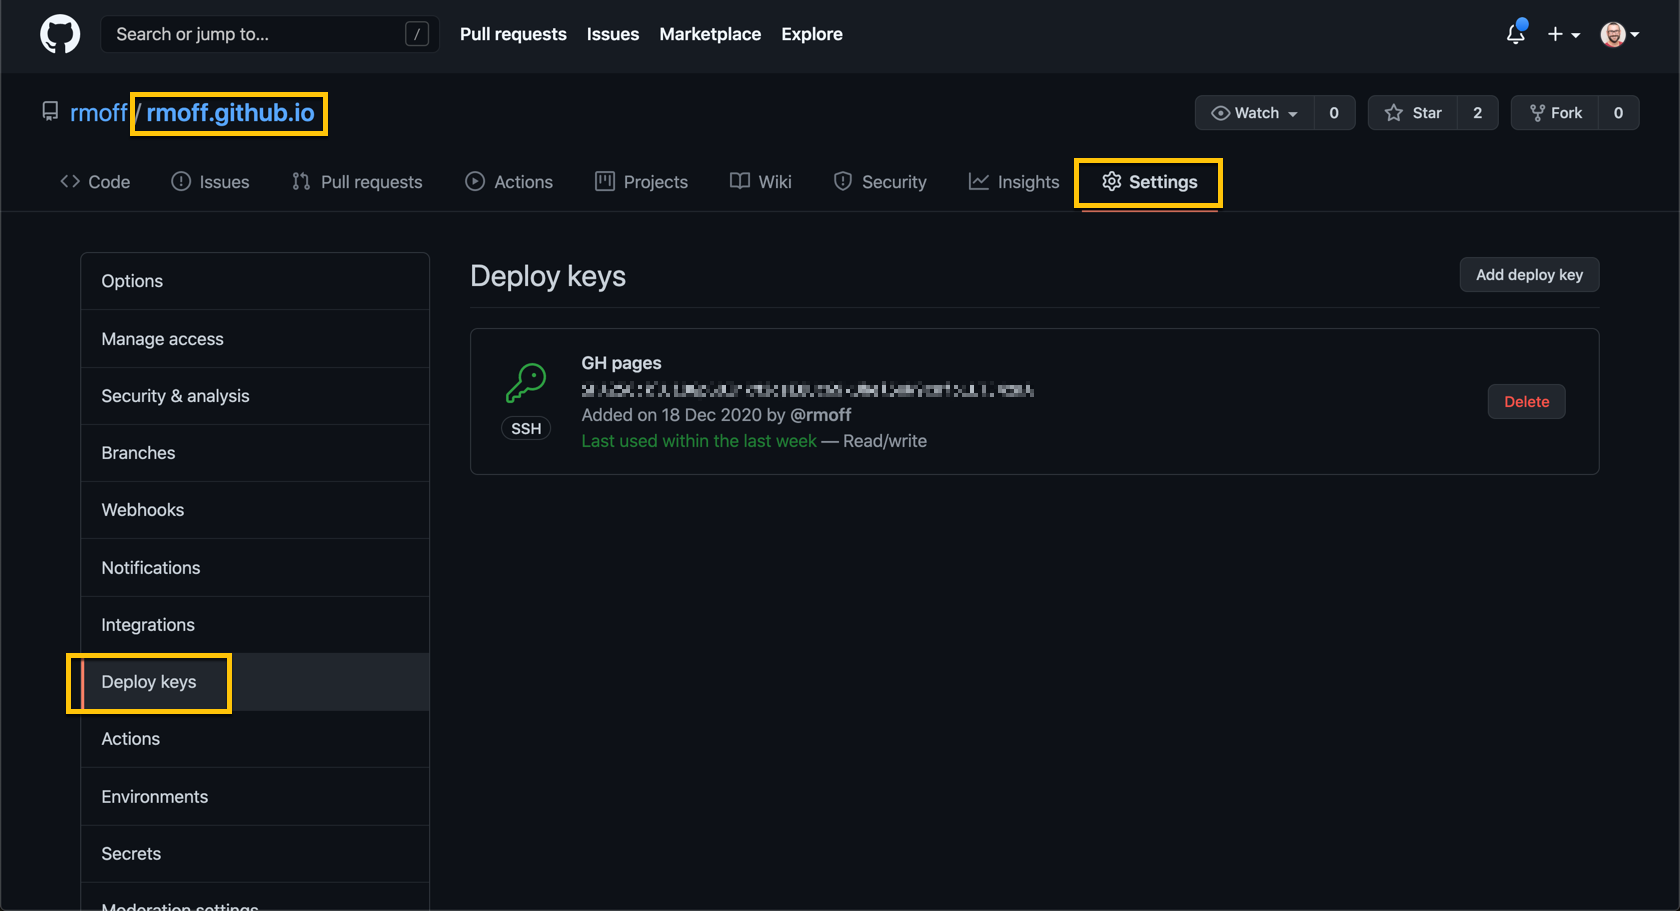 Search or jump to... / Pull requests Issues Marketplace Explore
rmoff / rmoff.github.io Watch 0 Star 2 Fork 0
Code Issues Pull requests Actions Projects Wiki Security Insights Settings
Options
Manage access
Security & analysis
Branches
Webhooks
Notifications
Integrations
Deploy keys
Actions
Environments
Secrets
Moderation settings
Deploy keys Add deploy key
GH pages
SSH
Added on 18 Dec 2020 by @rmoff
Last used within the last week — Read/write
Delete